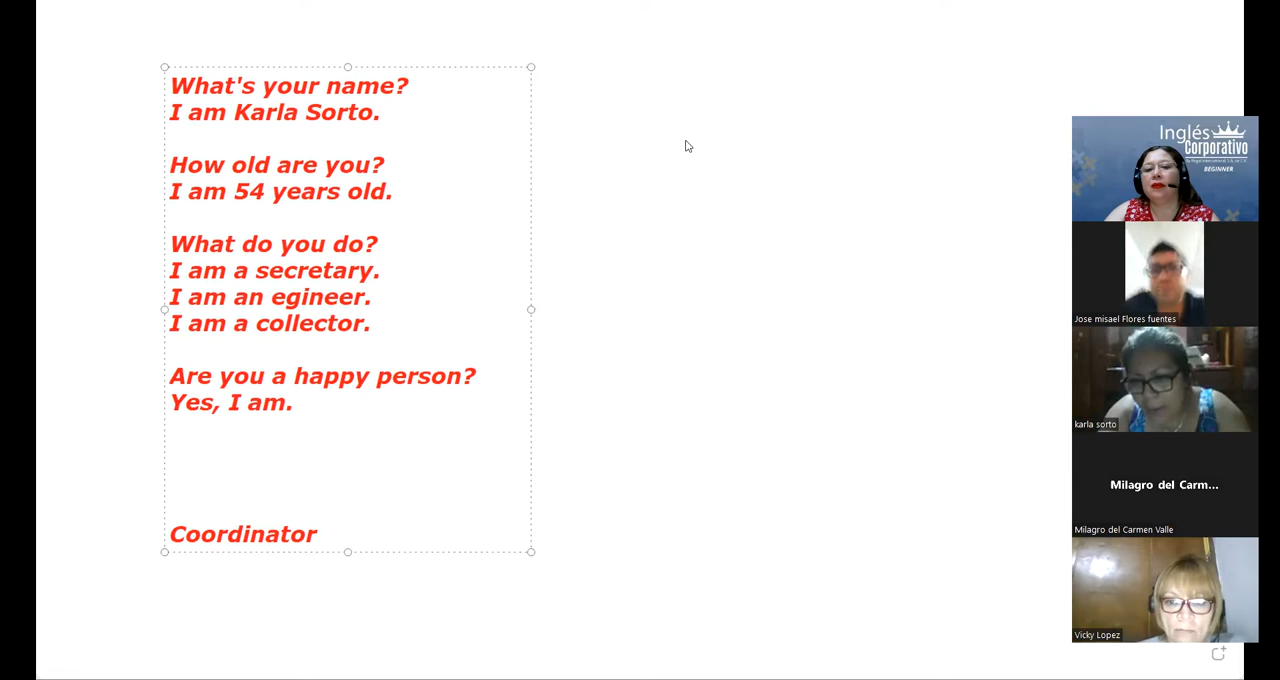 What's your name?
I am Karla Sorto.
How old are you?
I am 54 years old.
What do you do?
I am a secretary.
I am an egineer.
I am a collector.
Are you a happy person?
Yes, I am.
Coordinator
Inglés
Corporativo
BEGINNER
Jose misael Flores fuentes
karla sorto
Milagro del Carm...
Milagro del Carmen Valle
Vicky Lopez